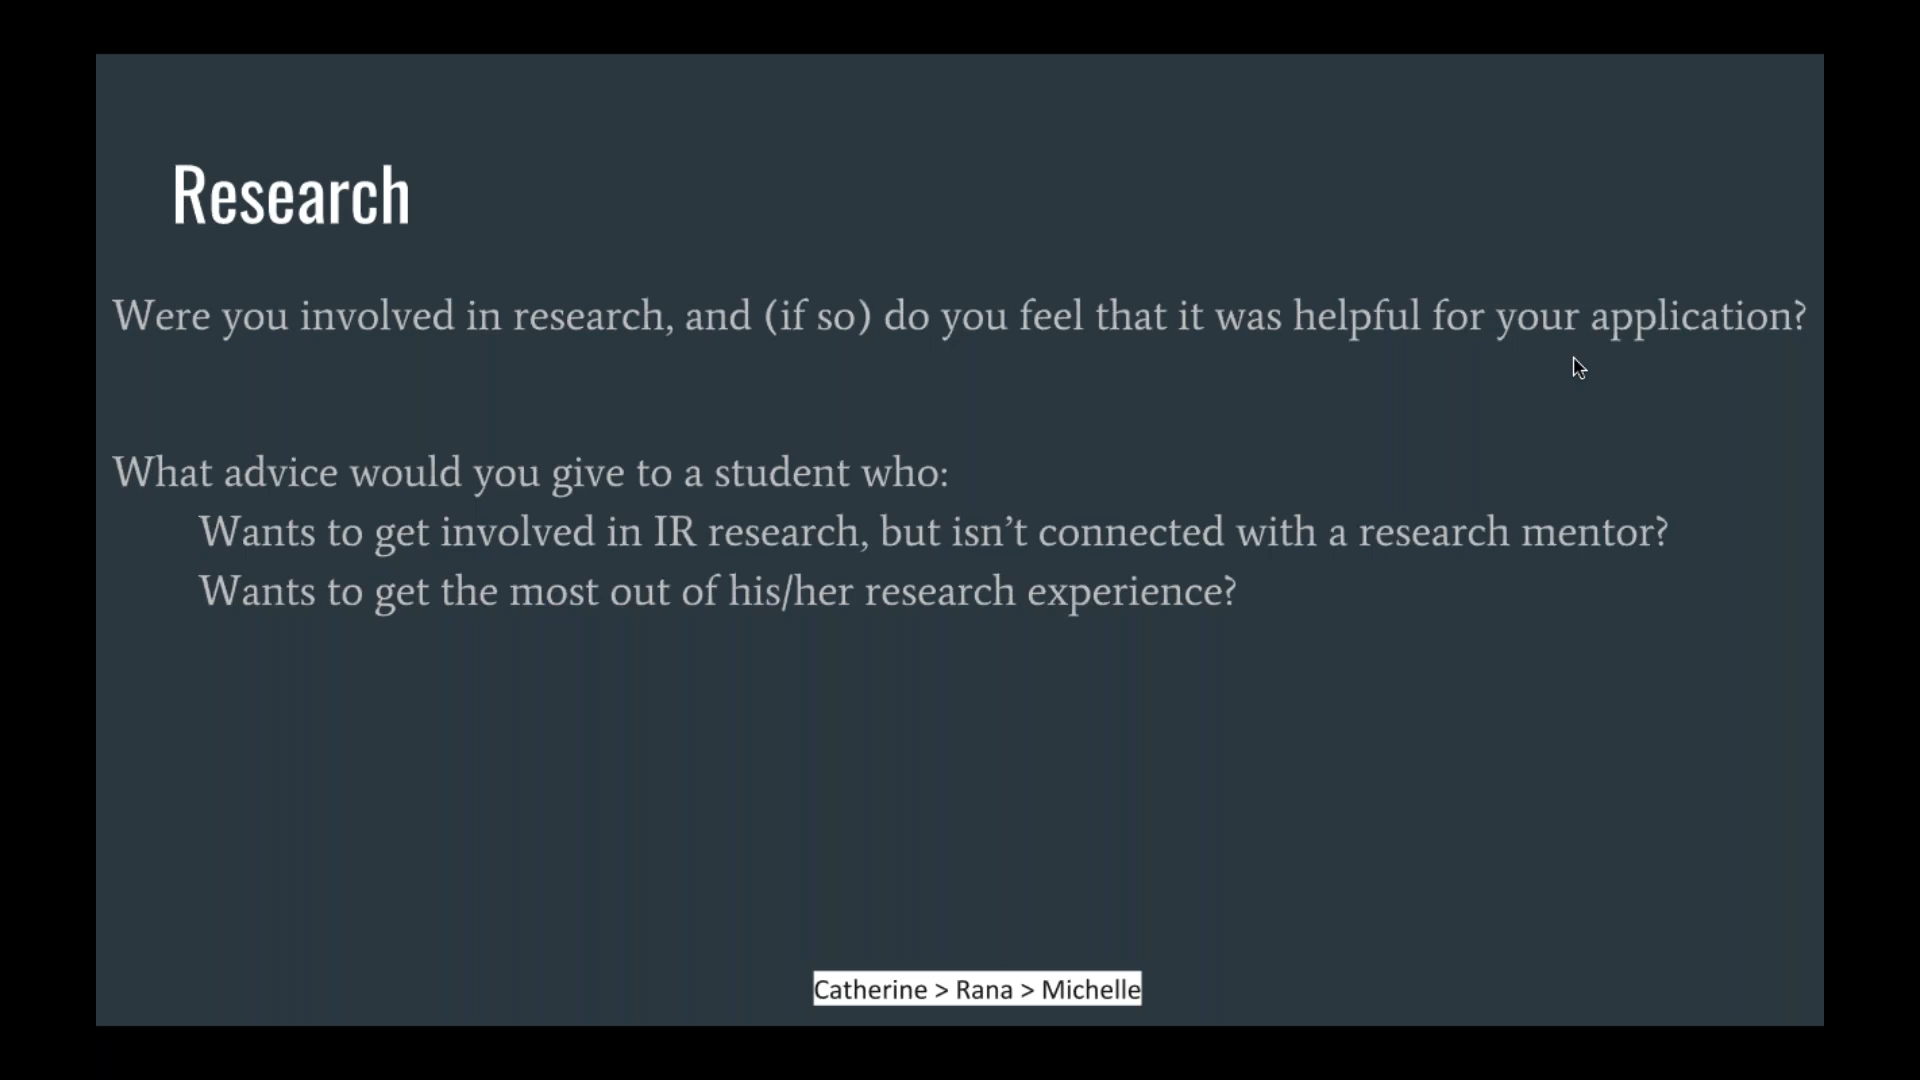 Research
Were you involved in research, and (if so) do you feel that it was helpful for your application?
What advice would you give to a student who:
Wants to get involved in IR research, but isn’t connected with a research mentor?
Wants to get the most out of his/her research experience?
Catherine > Rana > Michelle